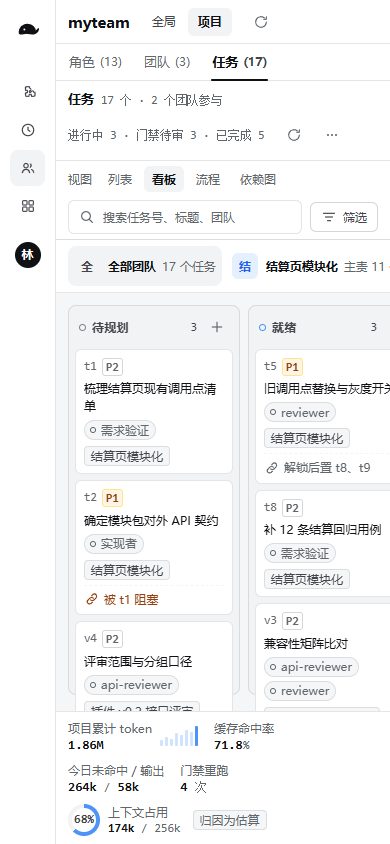 myteam 全局 项目
角色 (13) 团队 (3) 任务 (17)
任务 17 个 · 2 个团队参与
进行中 3 · 门禁待审 3 · 已完成 5 ···
视图 列表 看板 流程 依赖图
搜索任务号、标题、团队 筛选
林
全 全部团队 17 个任务 结 结算页模块化 主责 11
待规划 3 +
t1 P2
梳理结算页现有调用点清
单
需求验证
结算页模块化
t2 P1
确定模块包对外 API 契约
实现者
结算页模块化
被 t1 阻塞
v4 P2
评审范围与分组口径
api-reviewer
就绪 3
t5 P1
旧调用点替换与灰度开关
reviewer
结算页模块化
解锁后置 t8、t9
t8 P2
补 12 条结算回归用例
需求验证
结算页模块化
v3 P2
兼容性矩阵比对
api-reviewer
reviewer
项目累计 token
1.86M
缓存命中率
71.8%
今日未命中 / 输出
264k / 58k
门禁重跑
4 次
68%
上下文占用
174k / 256k
归因为估算